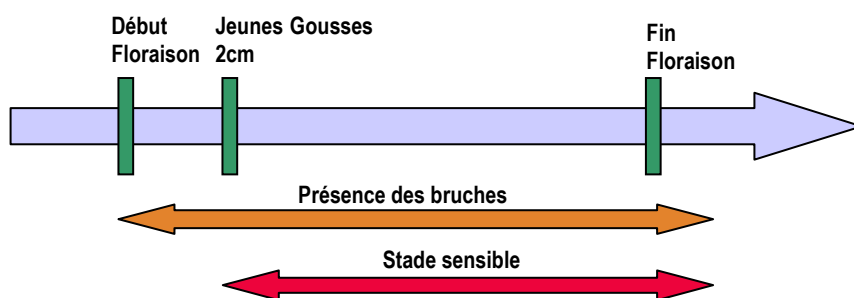 Début
Floraison
Jeunes Gousses
2cm
Fin
Floraison
Présence des bruches
Stade sensible